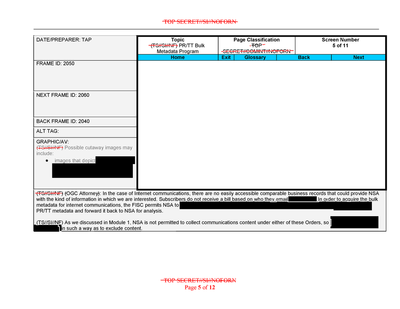 TOP SECRET//SI//NOFORN
DATE/PREPARER: TAP
Topic
(TS//SI//NF) PR/TT Bulk
Metadata Program
Page Classification
TOP
SECRET//COMINT//NOFORN
Screen Number
5 of 11
Home
Exit
Glossary
Back
Next
FRAME ID: 2050
NEXT FRAME ID: 2060
BACK FRAME ID: 2040
ALT TAG:
GRAPHIC/AV:
(TS//SI//NF) Possible cutaway images may
include:
• images that depict
(TS//SI//NF) (OGC Attorney): In the case of Internet communications, there are no easily accessible comparable business records that could provide NSA
with the kind of information in which we are interested. Subscribers do not receive a bill based on who they email In order to acquire the bulk
metadata for internet communications, the FISC permits NSA to
PR/TT metadata and forward it back to NSA for analysis.
(TS//SI//NF) As we discussed in Module 1, NSA is not permitted to collect communications content under either of these Orders, so
in such a way as to exclude content.
TOP SECRET//SI//NOFORN
Page 5 of 12